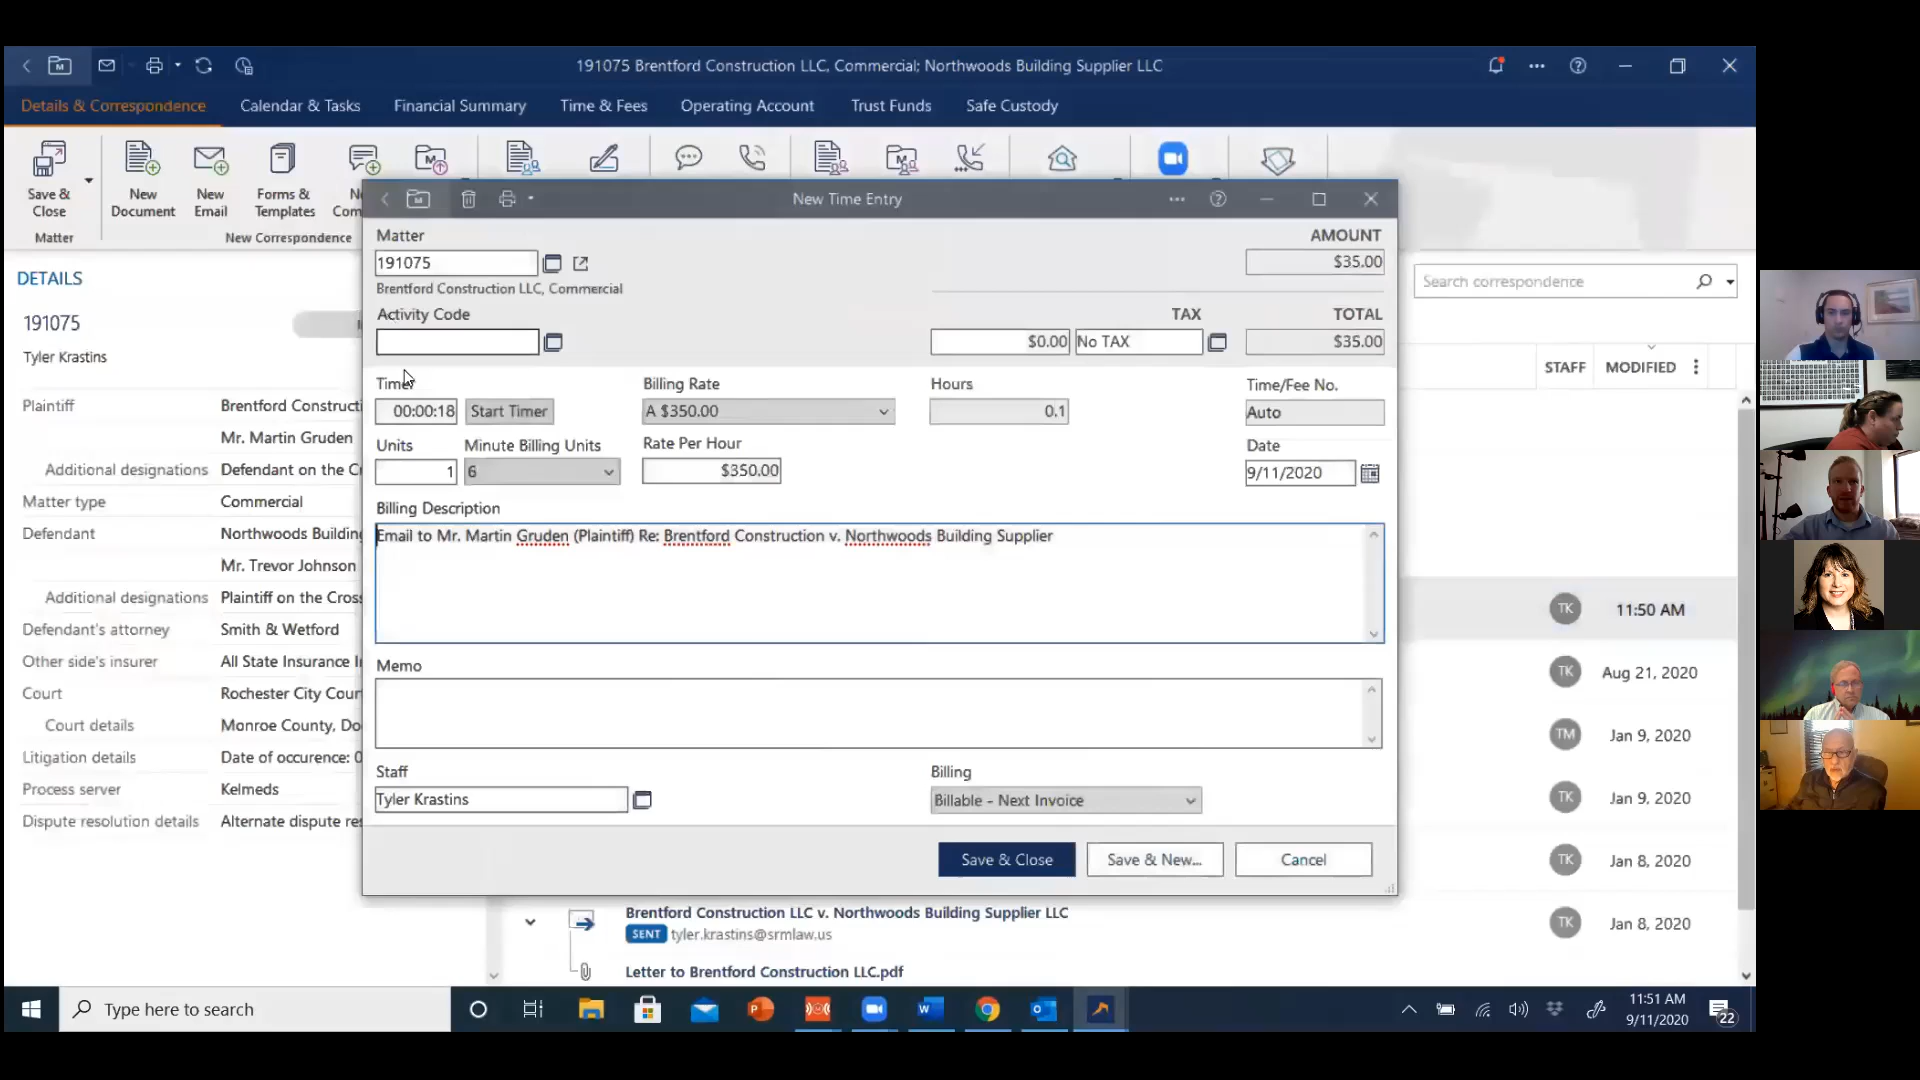 191075 Brentford Construction LLC, Commercial; Northwoods Building Supplier LLC
Details & Correspondence
Calendar & Tasks
Financial Summary
Time & Fees
Operating Account
Trust Funds
Safe Custody
Save &
Close
New
Document
New
Email
Forms &
Templates
Matter
New Correspondence
New Time Entry
Matter
191075
Brentford Construction LLC, Commercial
AMOUNT
$35.00
Activity Code
TAX
$0.00
No TAX
TOTAL
$35.00
Timer
00:00:18
Start Timer
Billing Rate
A $350.00
Hours
0.1
Time/Fee No.
Auto
Units
1
Minute Billing Units
6
Rate Per Hour
$350.00
Date
9/11/2020
Billing Description
Email to Mr. Martin Gruden (Plaintiff) Re: Brentford Construction v. Northwoods Building Supplier
Memo
Staff
Tyler Krastins
Billing
Billable - Next Invoice
Save & Close
Save & New...
Cancel
DETAILS
191075
Tyler Krastins
Plaintiff
Brentford Constructi
Mr. Martin Gruden
Additional designations
Defendant on the C
Matter type
Commercial
Defendant
Northwoods Building
Mr. Trevor Johnson
Additional designations
Plaintiff on the Cros
Defendant's attorney
Smith & Wetford
Other side's insurer
All State Insurance I
Court
Rochester City Cour
Court details
Monroe County, Do
Litigation details
Date of occurence: 0
Process server
Kelmeds
Dispute resolution details
Alternate dispute res
Search correspondence
STAFF
MODIFIED
TK
11:50 AM
TK
Aug 21, 2020
TM
Jan 9, 2020
TK
Jan 9, 2020
TK
Jan 8, 2020
TK
Jan 8, 2020
Brentford Construction LLC v. Northwoods Building Supplier LLC
SENT tyler.krastins@srmlaw.us
Letter to Brentford Construction LLC.pdf
Type here to search
11:51 AM
9/11/2020
22